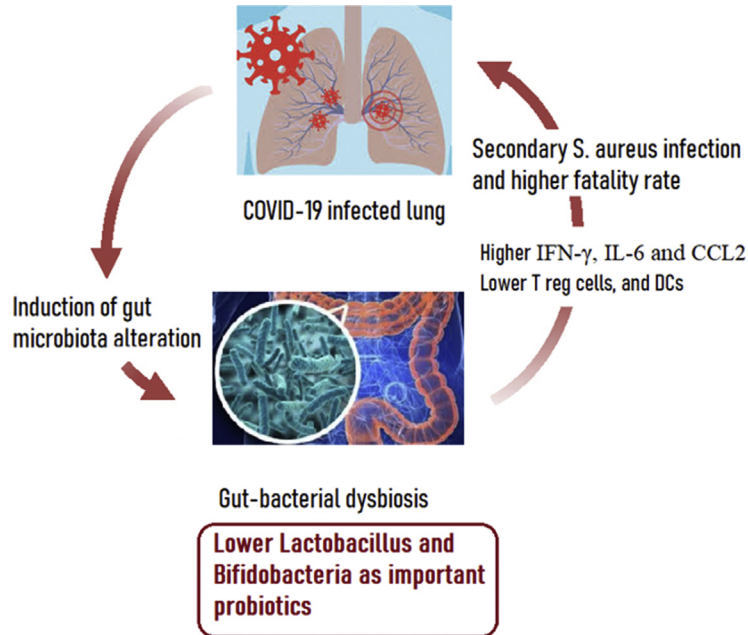 COVID-19 infected lung
Secondary S. aureus infection
and higher fatality rate
Higher IFN-γ, IL-6 and CCL2
Lower T reg cells, and DCs
Induction of gut
microbiota alteration
Gut-bacterial dysbiosis
Lower Lactobacillus and
Bifidobacteria as important
probiotics